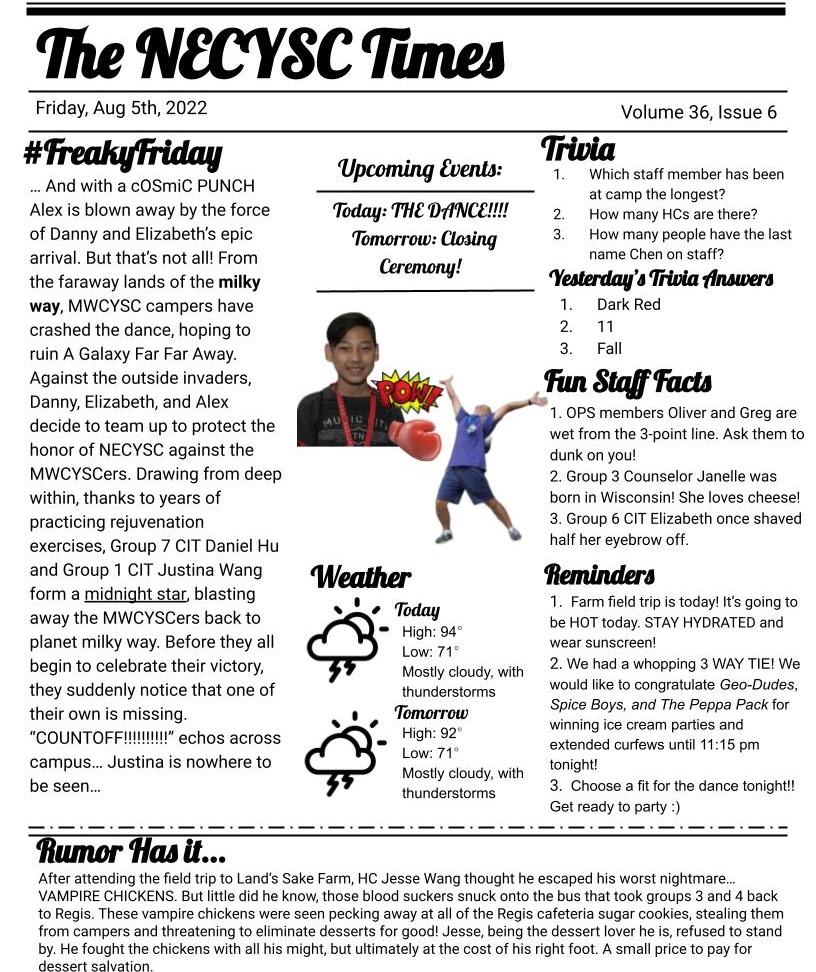 The NECYSC Times
Friday, Aug 5th, 2022
Volume 36, Issue 6
#FreakyFriday
... And with a cOSmiC PUNCH
Alex is blown away by the force
of Danny and Elizabeth's epic
arrival. But that's not all! From
the faraway lands of the milky
way, MWCYSC campers have
crashed the dance, hoping to
ruin A Galaxy Far Far Away.
Against the outside invaders,
Danny, Elizabeth, and Alex
decide to team up to protect the
honor of NECYSC against the
MWCYSCers. Drawing from deep
within, thanks to years of
practicing rejuvenation
exercises, Group 7 CIT Daniel Hu
and Group 1 CIT Justina Wang
form a midnight star, blasting
away the MWCYSCers back to
planet milky way. Before they all
begin to celebrate their victory,
they suddenly notice that one of
their own is missing.
“COUNTOFF!!!!!!!!!!” echos across
campus... Justina is nowhere to
be seen...
Upcoming Events:
Today: THE DANCE!!!!
Tomorrow: Closing
Ceremony!
POW!
Weather
Today
High: 94°
Low: 71°
Mostly cloudy, with
thunderstorms
Tomorrow
High: 92°
Low: 71°
Mostly cloudy, with
thunderstorms
Trivia
1. Which staff member has been
at camp the longest?
2. How many HCs are there?
3. How many people have the last
name Chen on staff?
Yesterday's Trivia Answers
1. Dark Red
2. 11
3. Fall
Fun Staff Facts
1. OPS members Oliver and Greg are
wet from the 3-point line. Ask them to
dunk on you!
2. Group 3 Counselor Janelle was
born in Wisconsin! She loves cheese!
3. Group 6 CIT Elizabeth once shaved
half her eyebrow off.
Reminders
1. Farm field trip is today! It's going to
be HOT today. STAY HYDRATED and
wear sunscreen!
2. We had a whopping 3 WAY TIE! We
would like to congratulate Geo-Dudes,
Spice Boys, and The Peppa Pack for
winning ice cream parties and
extended curfews until 11:15 pm
tonight!
3. Choose a fit for the dance tonight!!
Get ready to party :)
Rumor Has it...
After attending the field trip to Land's Sake Farm, HC Jesse Wang thought he escaped his worst nightmare...
VAMPIRE CHICKENS. But little did he know, those blood suckers snuck onto the bus that took groups 3 and 4 back
to Regis. These vampire chickens were seen pecking away at all of the Regis cafeteria sugar cookies, stealing them
from campers and threatening to eliminate desserts for good! Jesse, being the dessert lover he is, refused to stand
by. He fought the chickens with all his might, but ultimately at the cost of his right foot. A small price to pay for
dessert salvation.